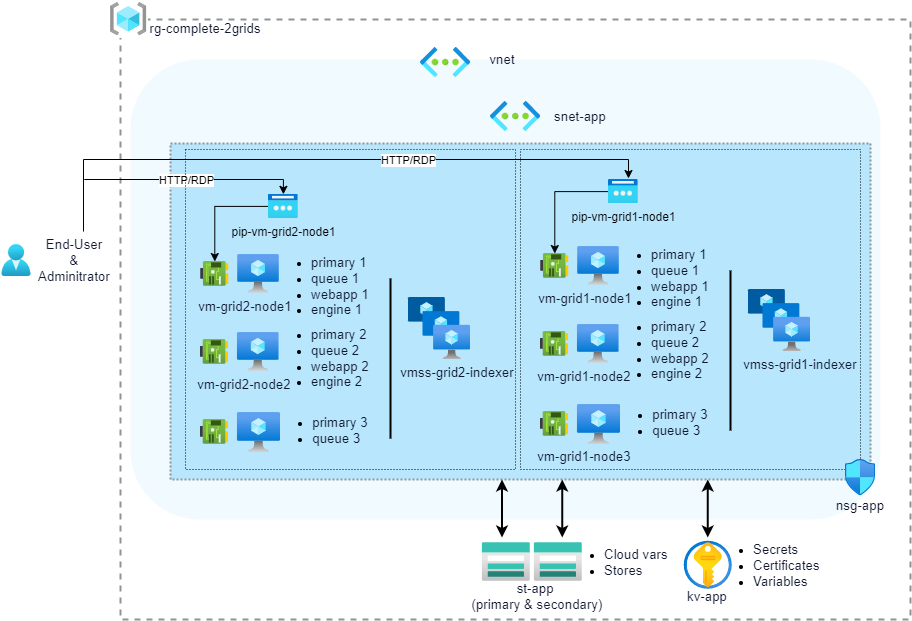 rg-complete-2grids
vnet
snet-app
HTTP/RDP
HTTP/RDP
End-User
&
Adminitrator
pip-vm-grid2-node1
vm-grid2-node1
primary 1
queue 1
webapp 1
engine 1
vm-grid2-node2
primary 2
queue 2
webapp 2
engine 2
primary 3
queue 3
vmss-grid2-indexer
pip-vm-grid1-node1
vm-grid1-node1
primary 1
queue 1
webapp 1
engine 1
vm-grid1-node2
primary 2
queue 2
webapp 2
engine 2
vm-grid1-node3
primary 3
queue 3
vmss-grid1-indexer
nsg-app
st-app
(primary & secondary)
Cloud vars
Stores
kv-app
Secrets
Certificates
Variables